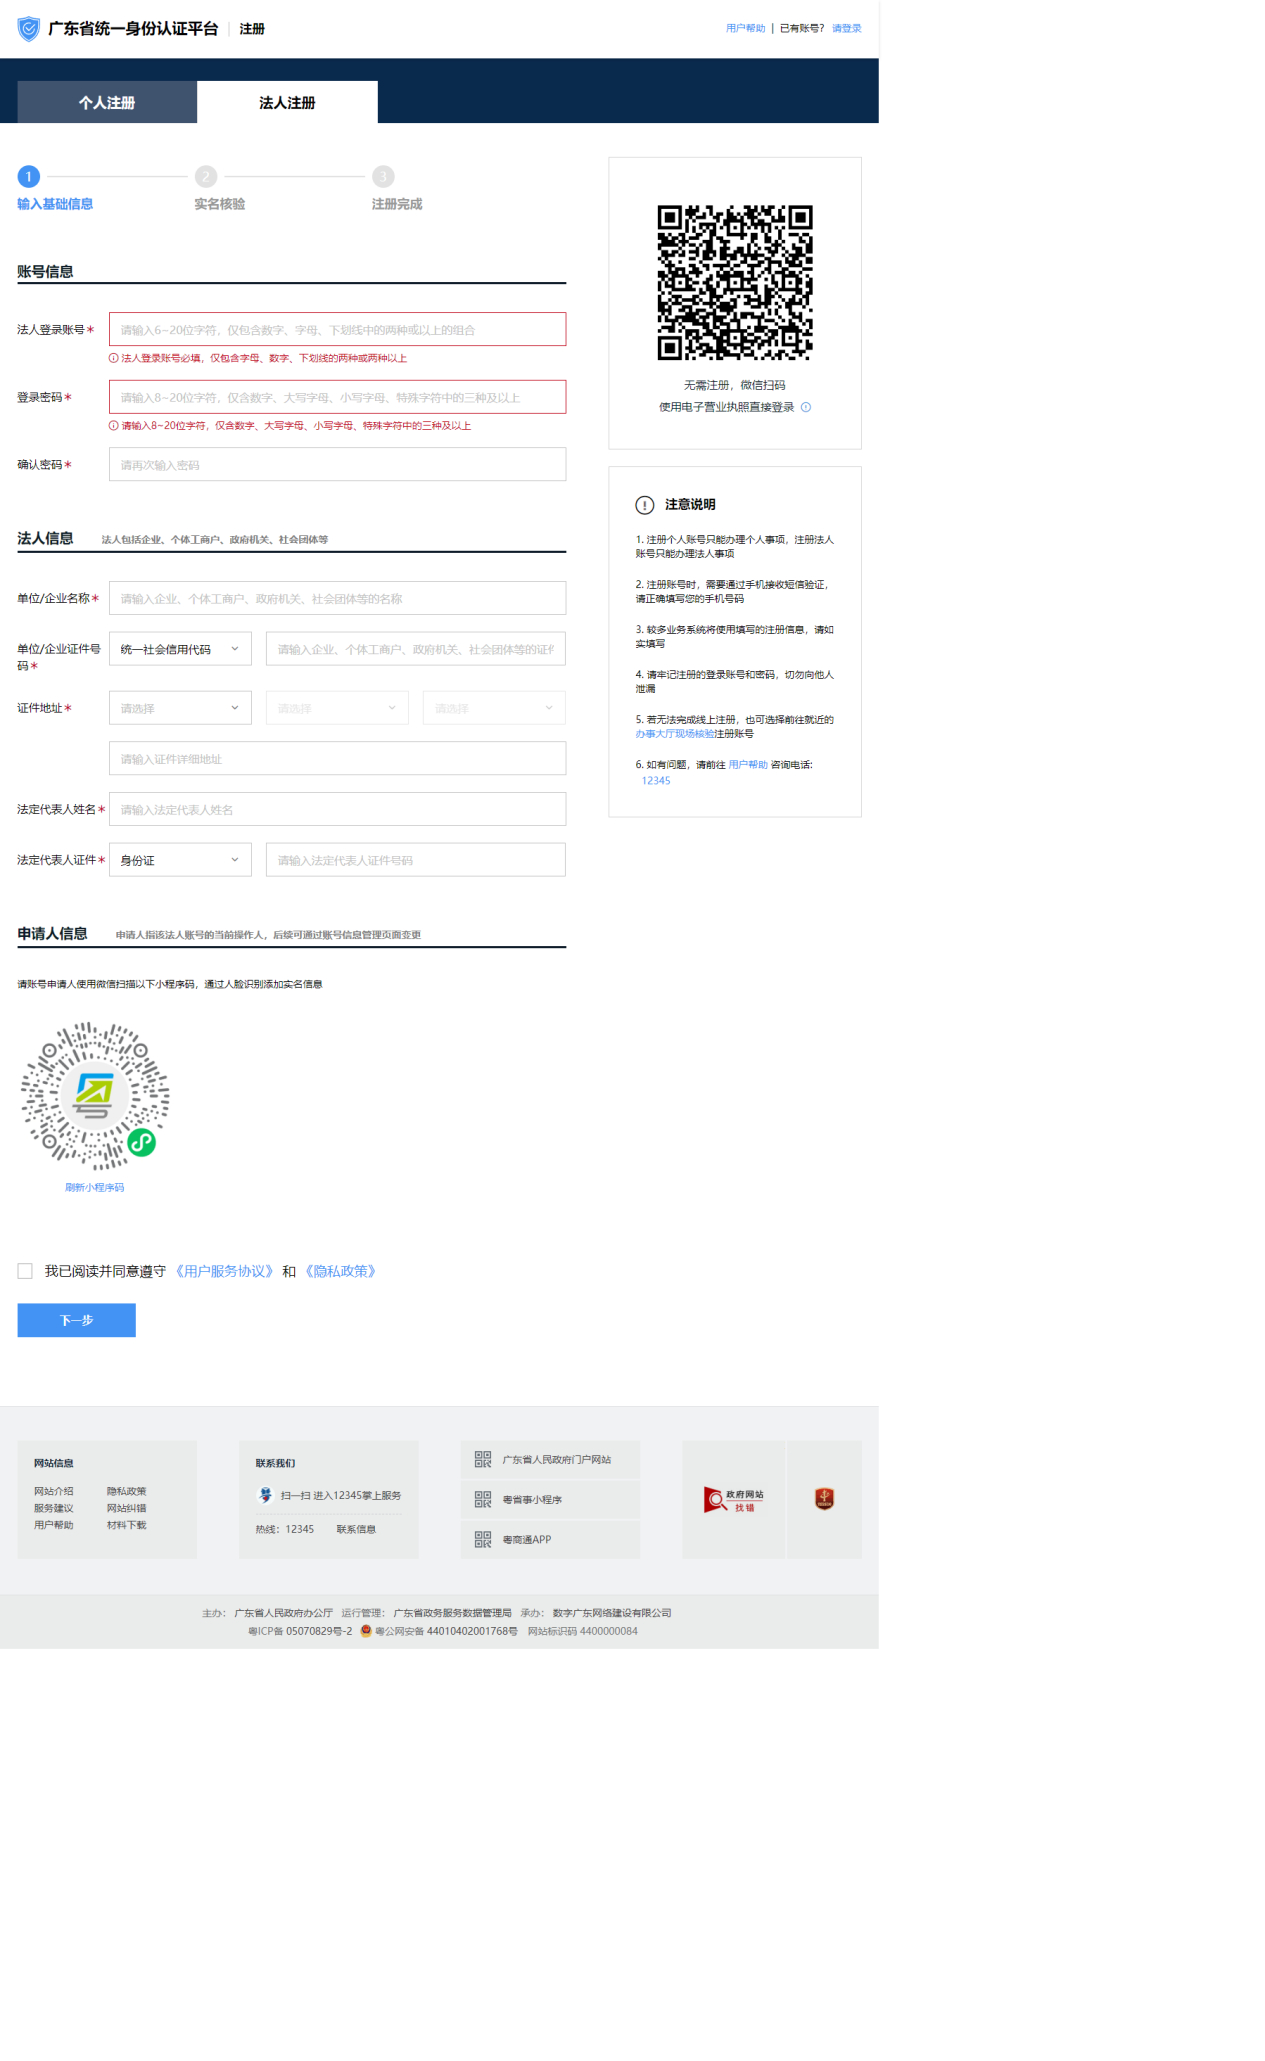 广东省统一身份认证平台
注册
用户帮助 | 已有账号? 请登录
个人注册
法人注册
1
2
3
输入基础信息
实名核验
注册完成
账号信息
法人登录账号*
请输入6~20位字符，仅包含数字、字母、下划线中的两种或以上的组合
法人登录账号必填，仅包含字母、数字、下划线的两种或两种以上
登录密码*
请输入8~20位字符，仅含数字、大写字母、小写字母、特殊字符中的三种及以上
请输入8~20位字符，仅含数字、大写字母、小写字母、特殊字符中的三种及以上
确认密码*
请再次输入密码
法人信息
法人包括企业、个体工商户、政府机关、社会团体等
单位/企业名称*
请输入企业、个体工商户、政府机关、社会团体等的名称
单位/企业证件号
码*
统一社会信用代码
请输入企业、个体工商户、政府机关、社会团体等的证件
证件地址*
请选择
请选择
请选择
请输入证件详细地址
法定代表人姓名*
请输入法定代表人姓名
法定代表人证件*
身份证
请输入法定代表人证件号码
申请人信息
申请人指该法人账号的当前操作人，后续可通过账号信息管理页面变更
请账号申请人使用微信扫描以下小程序码，通过人脸识别添加实名信息
刷新小程序码
我已阅读并同意遵守 《用户服务协议》 和 《隐私政策》
下一步
无需注册，微信扫码
使用电子营业执照直接登录
注意说明
1. 注册个人账号只能办理个人事项，注册法人
账号只能办理法人事项
2. 注册账号时，需要通过手机接收短信验证，
请正确填写您的手机号码
3. 较多业务系统将使用填写的注册信息，请如
实填写
4. 请牢记注册的登录账号和密码，切勿向他人
泄漏
5. 若无法完成线上注册，也可选择前往就近的
办事大厅现场核验注册账号
6. 如有问题，请前往 用户帮助 咨询电话:
12345
网站信息
网站介绍 隐私政策
服务建议 网站纠错
用户帮助 材料下载
联系我们
扫一扫 进入12345掌上服务
热线：12345 联系信息
广东省人民政府门户网站
粤省事小程序
粤商通APP
政府网站
找错
主办： 广东省人民政府办公厅 运行管理： 广东省政务服务数据管理局 承办： 数字广东网络建设有限公司
粤ICP备 05070829号-2 粤公网安备 44010402001768号 网站标识码 4400000084